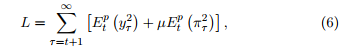 L = \sum_{\tau=t+1}^{\infty} \left[ E_t^p \left( y_\tau^2 \right) + \mu E_t^p \left( \pi_\tau^2 \right) \right] , (6)